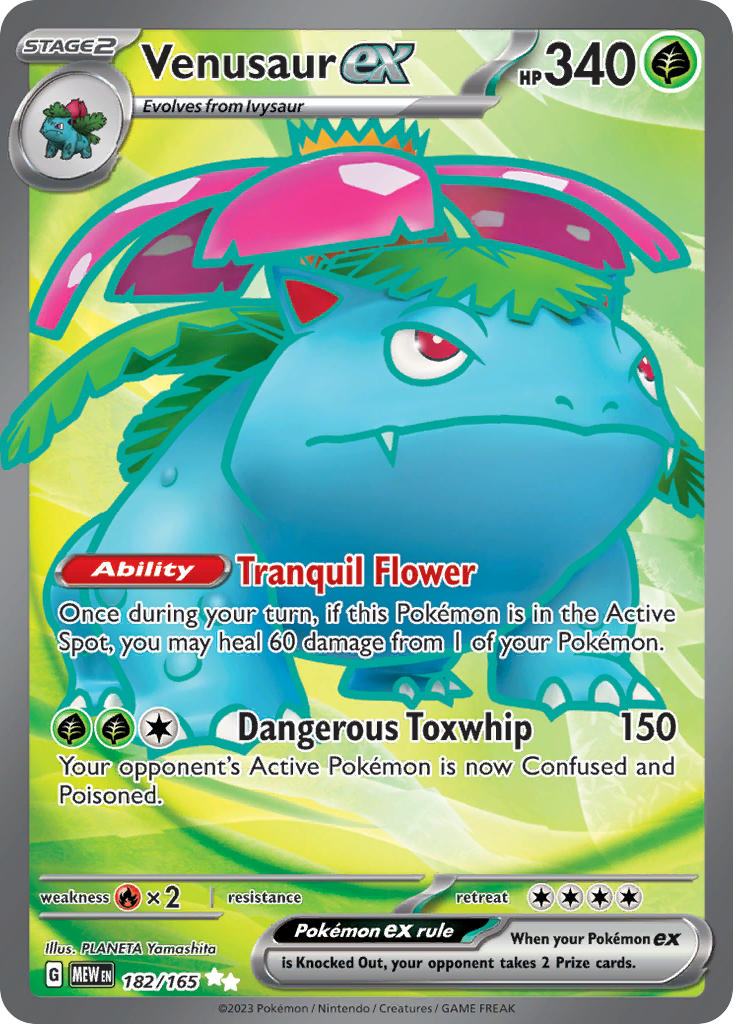 STAGE2
Venusaur ex
HP 340
Evolves from Ivysaur
Ability Tranquil Flower
Once during your turn, if this Pokémon is in the Active
Spot, you may heal 60 damage from 1 of your Pokémon.
Dangerous Toxwhip 150
Your opponent's Active Pokémon is now Confused and
Poisoned.
weakness ×2 resistance retreat
Pokémon ex rule
When your Pokémon ex
is Knocked Out, your opponent takes 2 Prize cards.
Illus. PLANETA Yamashita
G MEW EN 182/165
©2023 Pokémon / Nintendo / Creatures / GAME FREAK